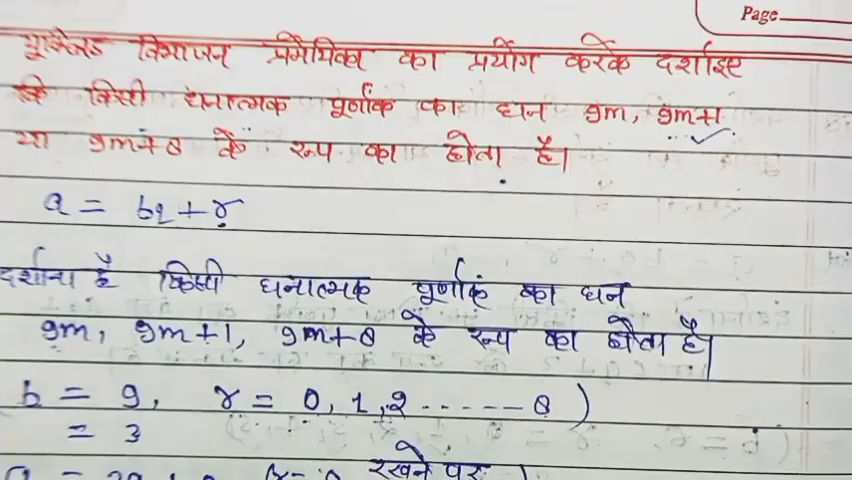 Page
यूक्लिड विभाजन प्रमेयिका का प्रयोग करके दर्शाइए
कि किसी धनात्मक पूर्णांक का घन 9m, 9m+1
या 9m+8 के रूप का होता है।
a = bq + r
दर्शाना है किसी धनात्मक पूर्णांक का घन
9m, 9m+1, 9m+8 के रूप का होता है।
b = 9, r = 0, 1, 2 ------ 8 )
= 3
रखने पर